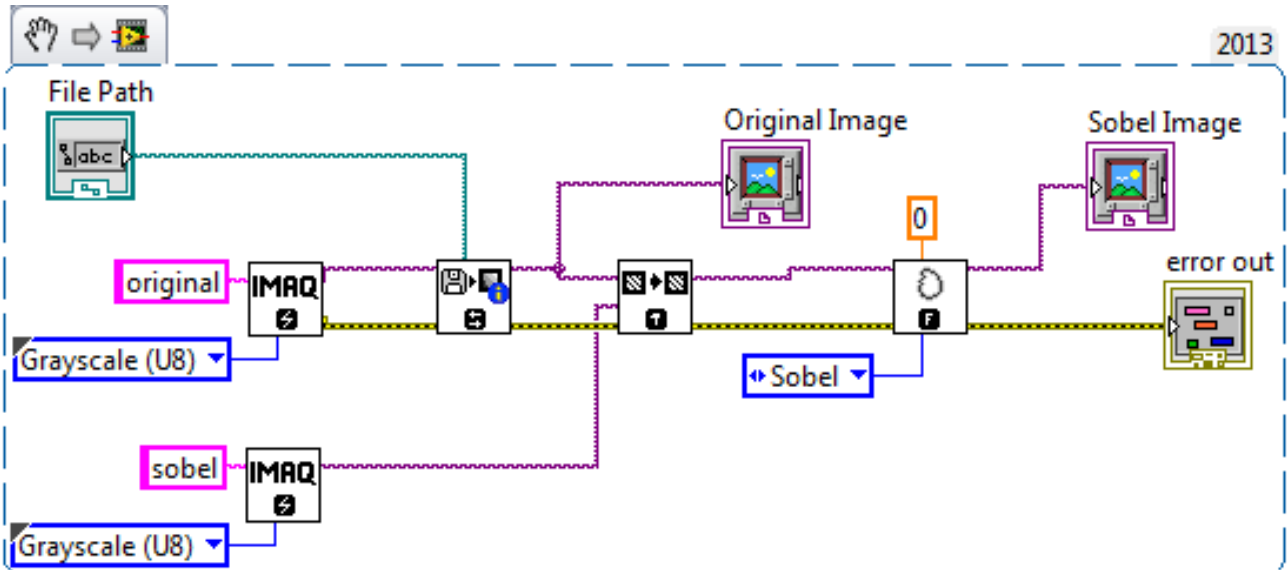 2013
File Path
abc
Original Image
Sobel Image
0
error out
original
IMAQ
Grayscale (U8)
T
F
Sobel
sobel
IMAQ
Grayscale (U8)